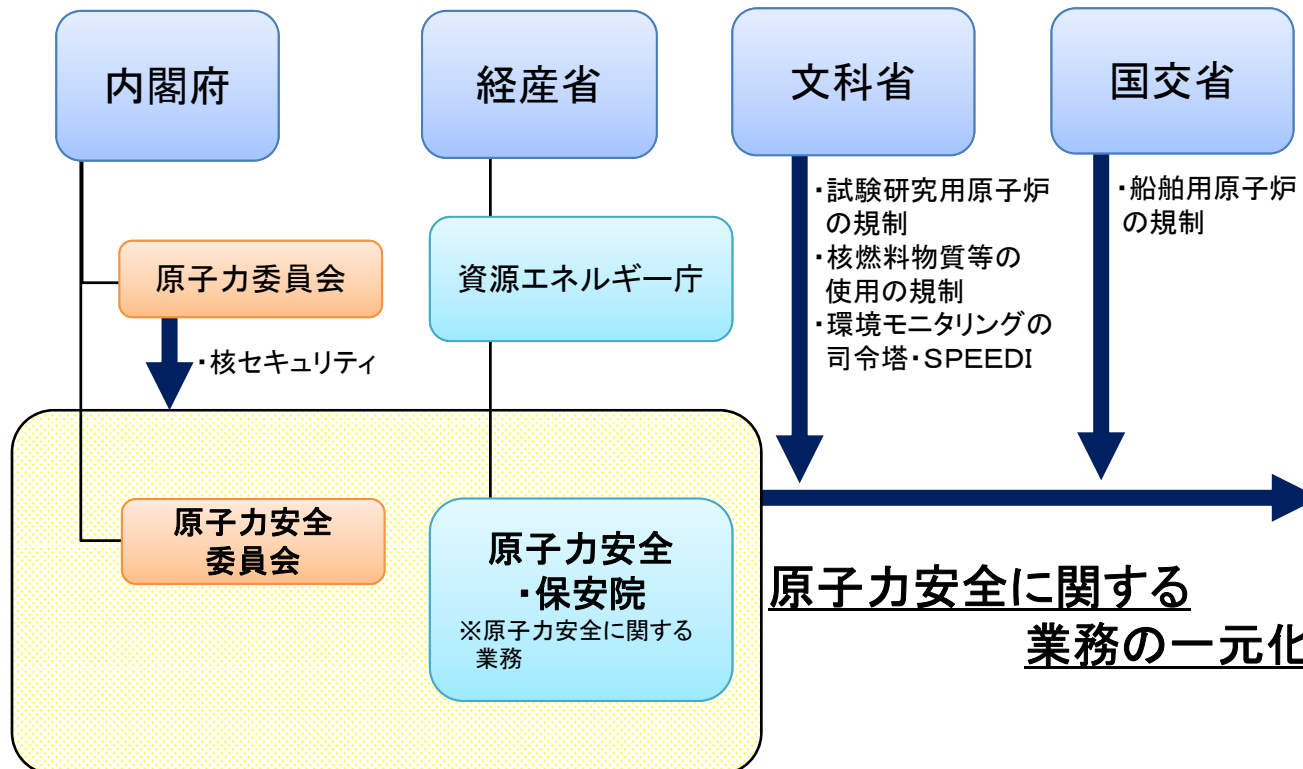 内閣府
経産省
文科省
国交省
・試験研究用原子炉
の規制
・核燃料物質等の
使用の規制
・環境モニタリングの
司令塔・SPEEDI
・船舶用原子炉
の規制
原子力委員会
資源エネルギー庁
・核セキュリティ
原子力安全
委員会
原子力安全
・保安院
※原子力安全に関する
業務
原子力安全に関する
業務の一元化